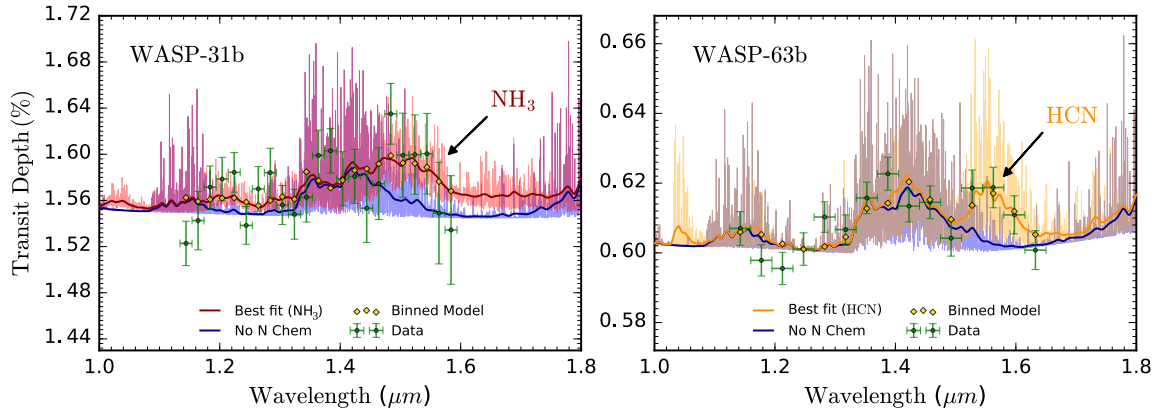 Transit Depth (%)
1.72
1.68
1.64
1.60
1.56
1.52
1.48
1.44
WASP-31b
NH₃
Best fit (NH₃)
No N Chem
Binned Model
Data
1.0 1.2 1.4 1.6 1.8
Wavelength (μm)
0.66
0.64
0.62
0.60
0.58
WASP-63b
HCN
Best fit (HCN)
No N Chem
Binned Model
Data
1.0 1.2 1.4 1.6 1.8
Wavelength (μm)